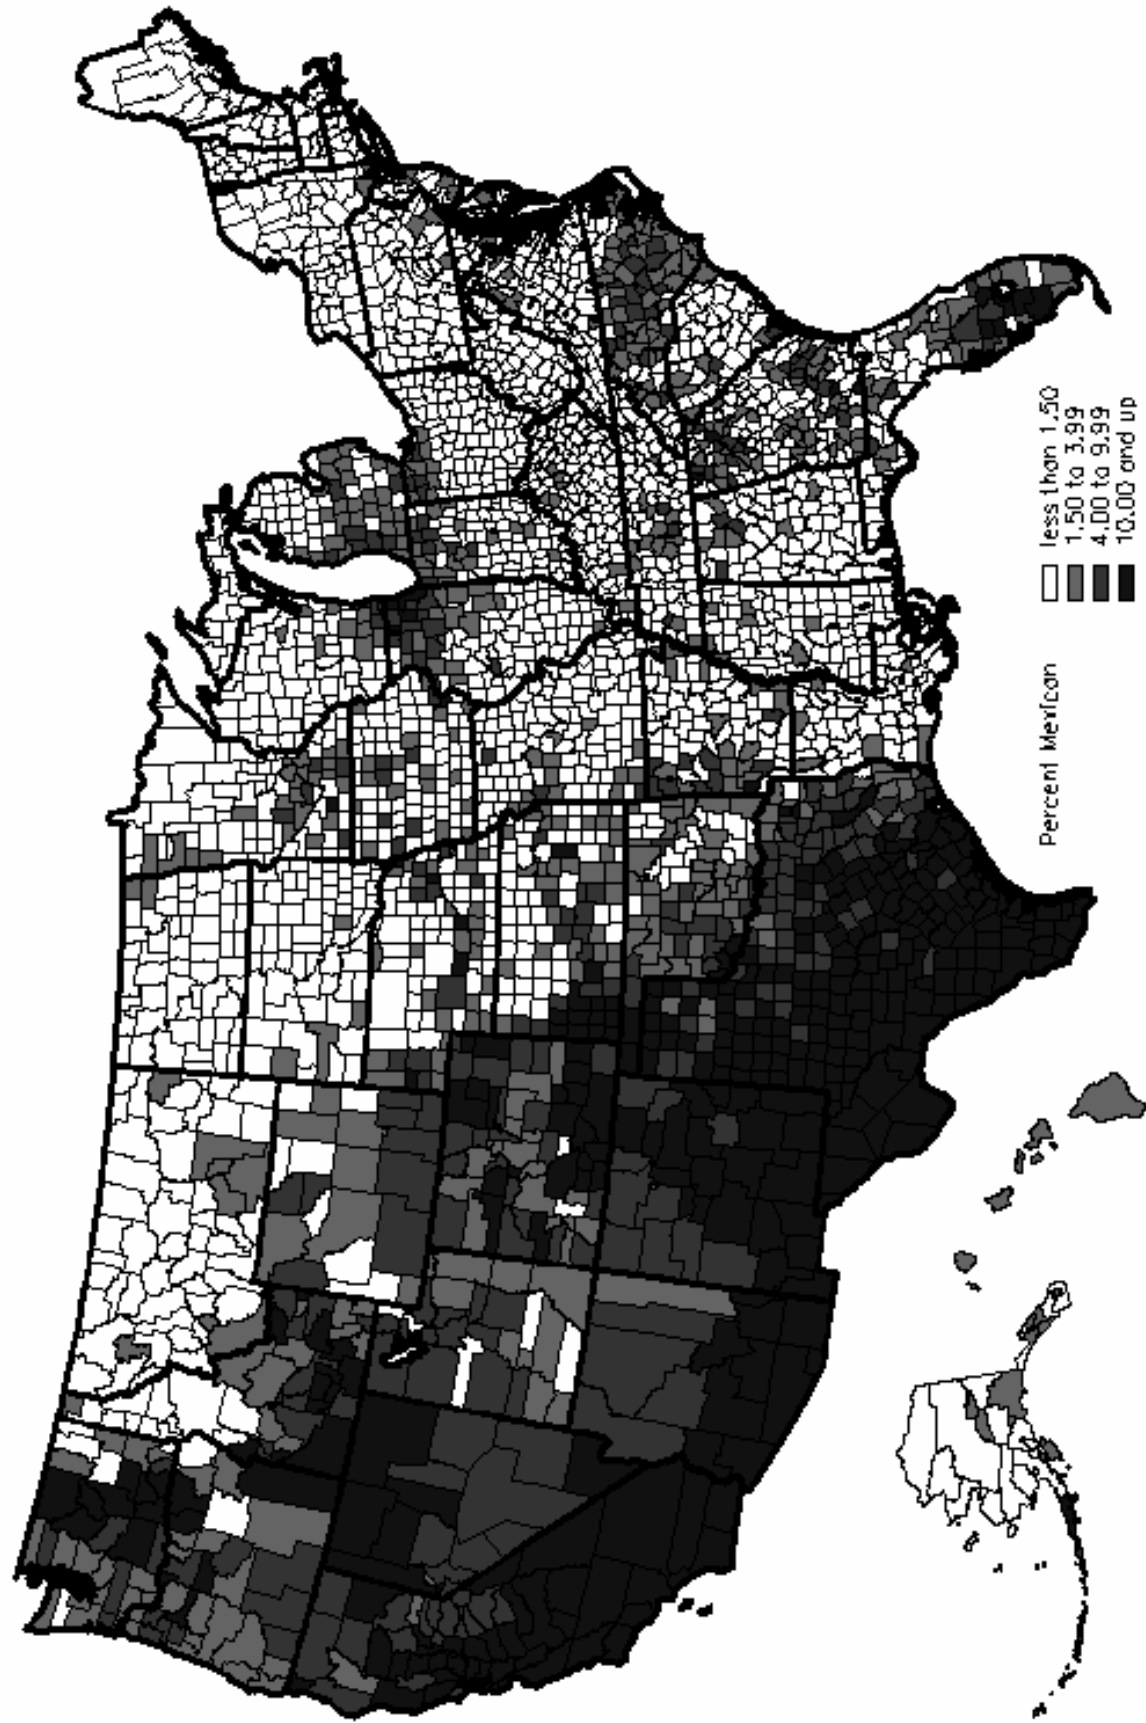 Percent Mexican
less than 1.50
1.50 to 3.99
4.00 to 9.99
10.00 and up